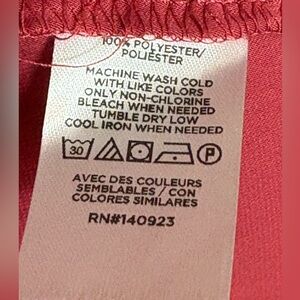 100% POLYESTER/
POLIÉSTER
MACHINE WASH COLD
WITH LIKE COLORS
ONLY NON-CHLORINE
BLEACH WHEN NEEDED
TUMBLE DRY LOW
COOL IRON WHEN NEEDED
30 P
AVEC DES COULEURS
SEMBLABLES / CON
COLORES SIMILARES
RN#140923